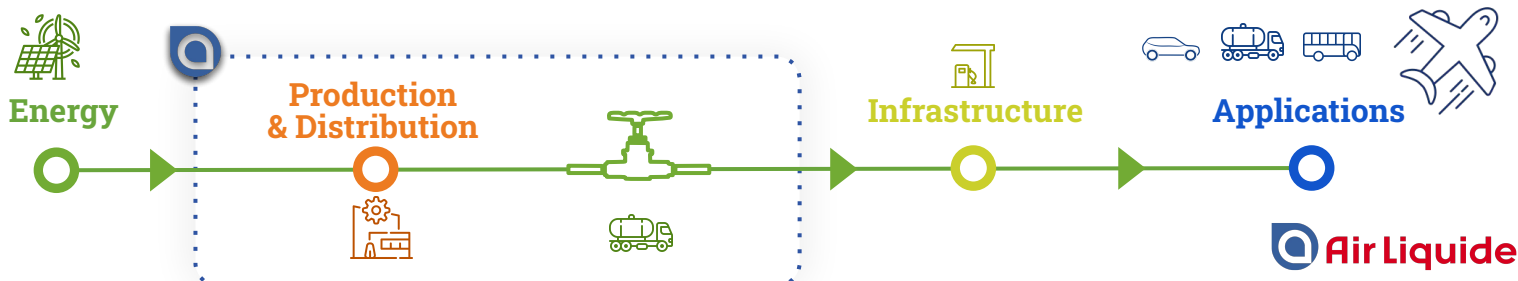 Energy
Production
& Distribution
Infrastructure
Applications
Air Liquide